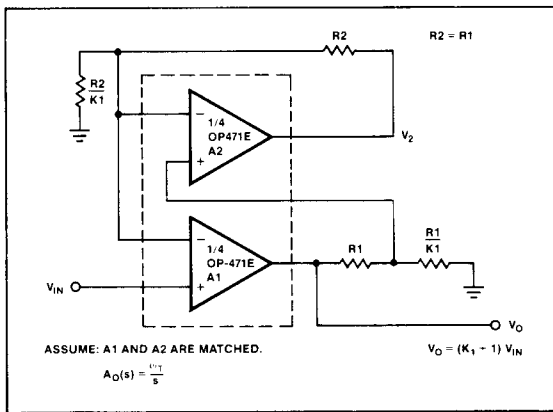 R2
R2 = R1
R2
K1
−
1/4
OP471E
A2
+
V2
−
1/4
OP-471E
A1
+
R1
R1
K1
VIN
VO
ASSUME: A1 AND A2 ARE MATCHED.
AO(s) = ωT
s
VO = (K1 + 1) VIN